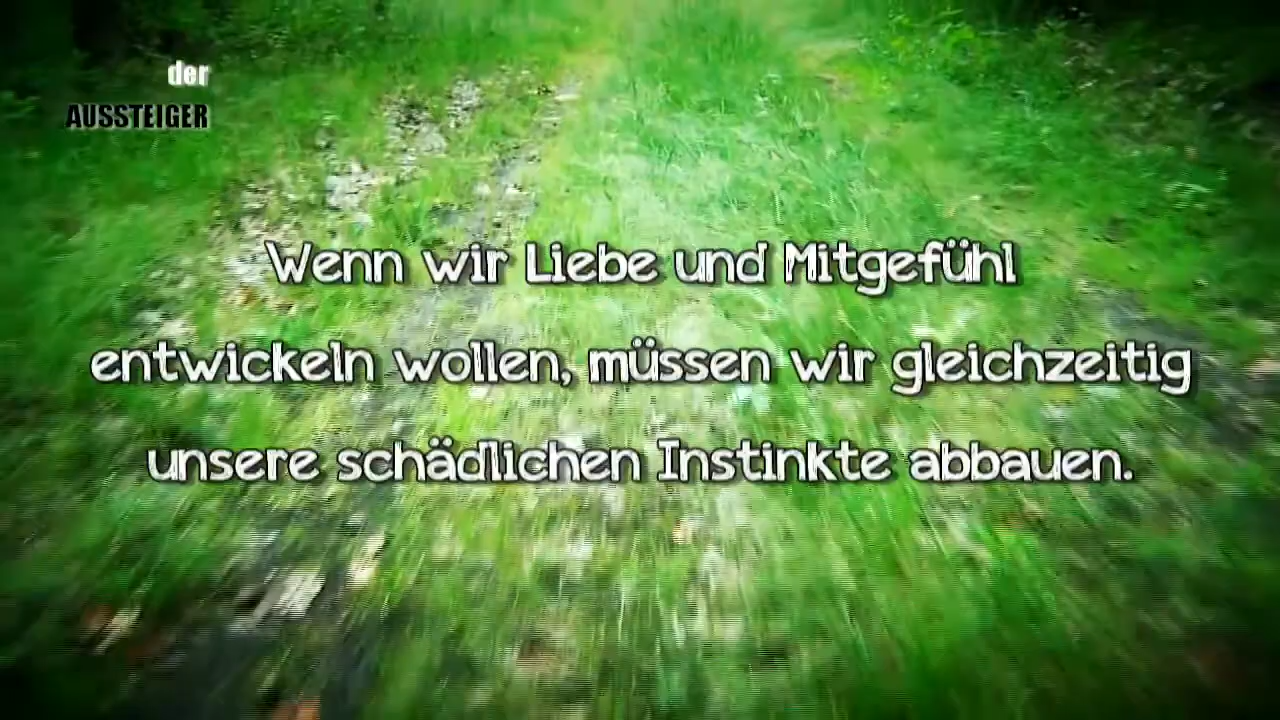 der
AUSSTEIGER
Wenn wir Liebe und Mitgefühl
entwickeln wollen, müssen wir gleichzeitig
unsere schädlichen Instinkte abbauen.